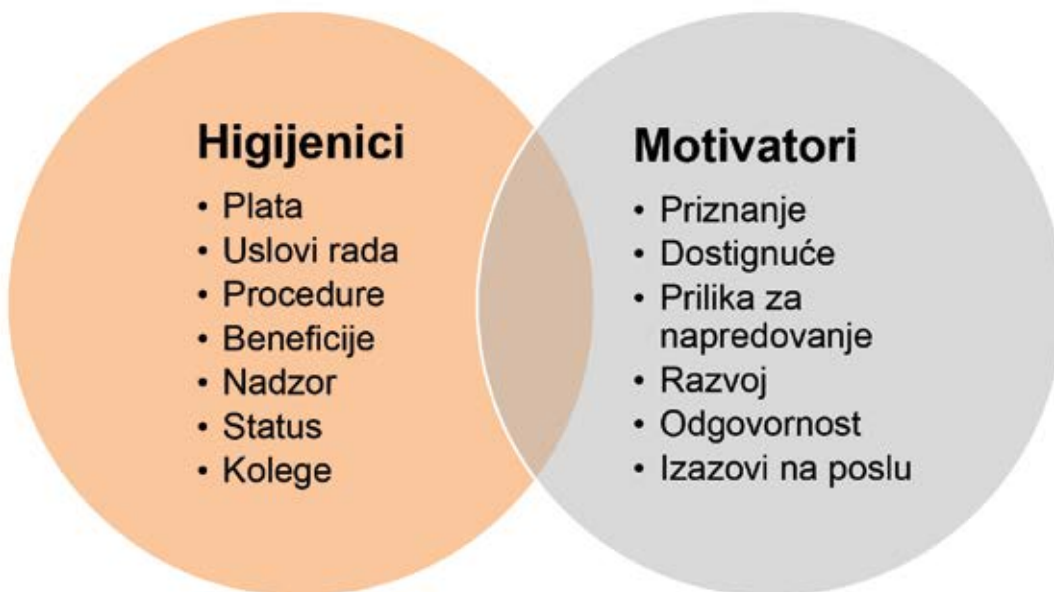 Higijenici
• Plata
• Uslovi rada
• Procedure
• Beneficije
• Nadzor
• Status
• Kolege
Motivatori
• Priznanje
• Dostignuće
• Prilika za
napredovanje
• Razvoj
• Odgovornost
• Izazovi na poslu